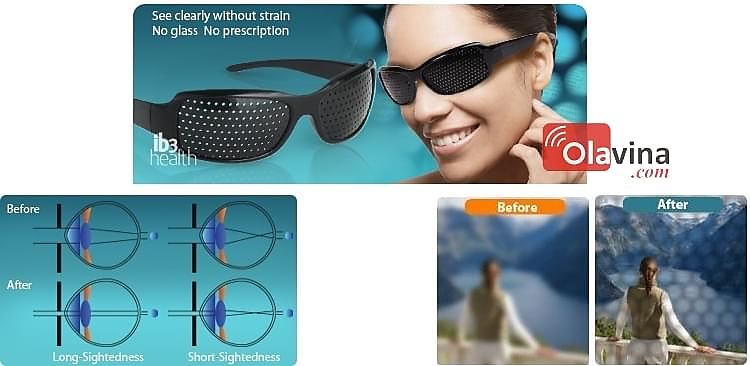 See clearly without strain
No glass No prescription
ib3
health
Olavina
.com
Before
After
Long-Sightedness
Short-Sightedness
Before
After